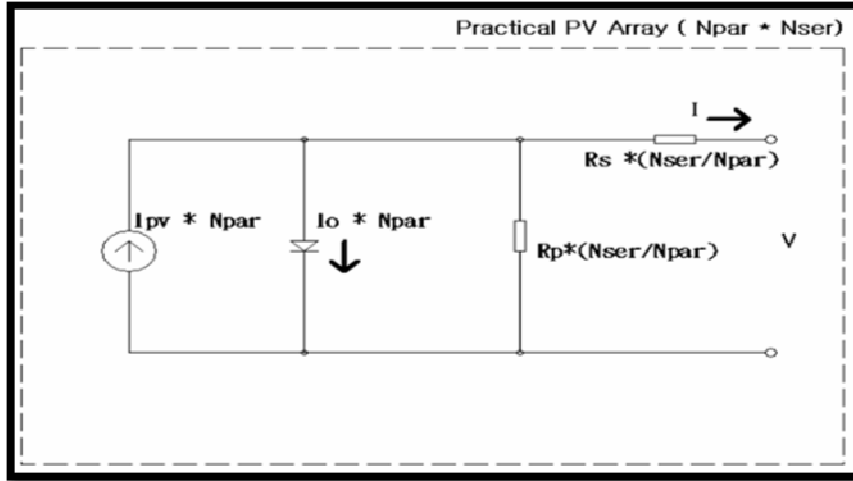 Practical PV Array ( Npar * Nser)
I
Rs *(Nser/Npar)
Ipv * Npar
Io * Npar
Rp*(Nser/Npar)
V